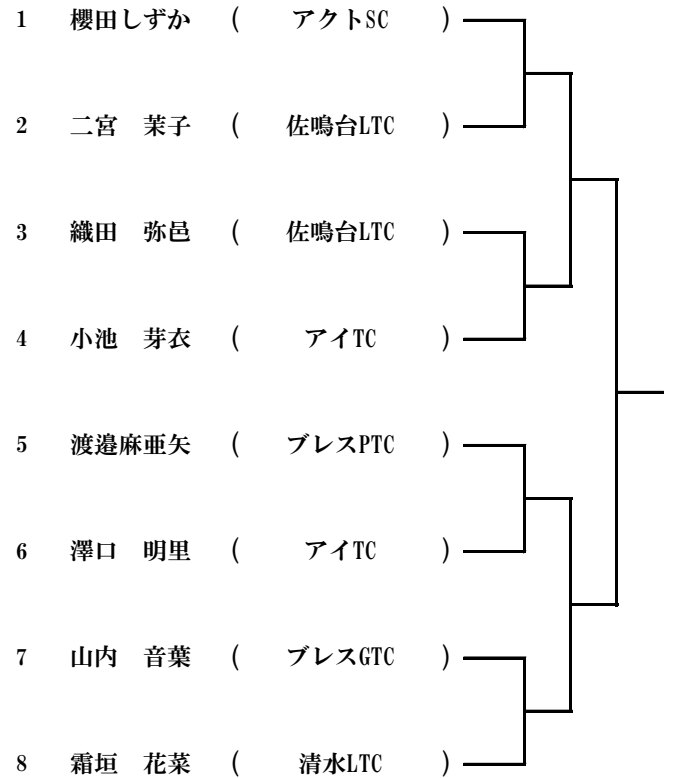 1 櫻田しずか ( アクトSC )
2 二宮 茉子 ( 佐鳴台LTC )
3 織田 弥邑 ( 佐鳴台LTC )
4 小池 芽衣 ( アイTC )
5 渡邉麻亜矢 ( ブレスPTC )
6 澤口 明里 ( アイTC )
7 山内 音葉 ( ブレスGTC )
8 霜垣 花菜 ( 清水LTC )